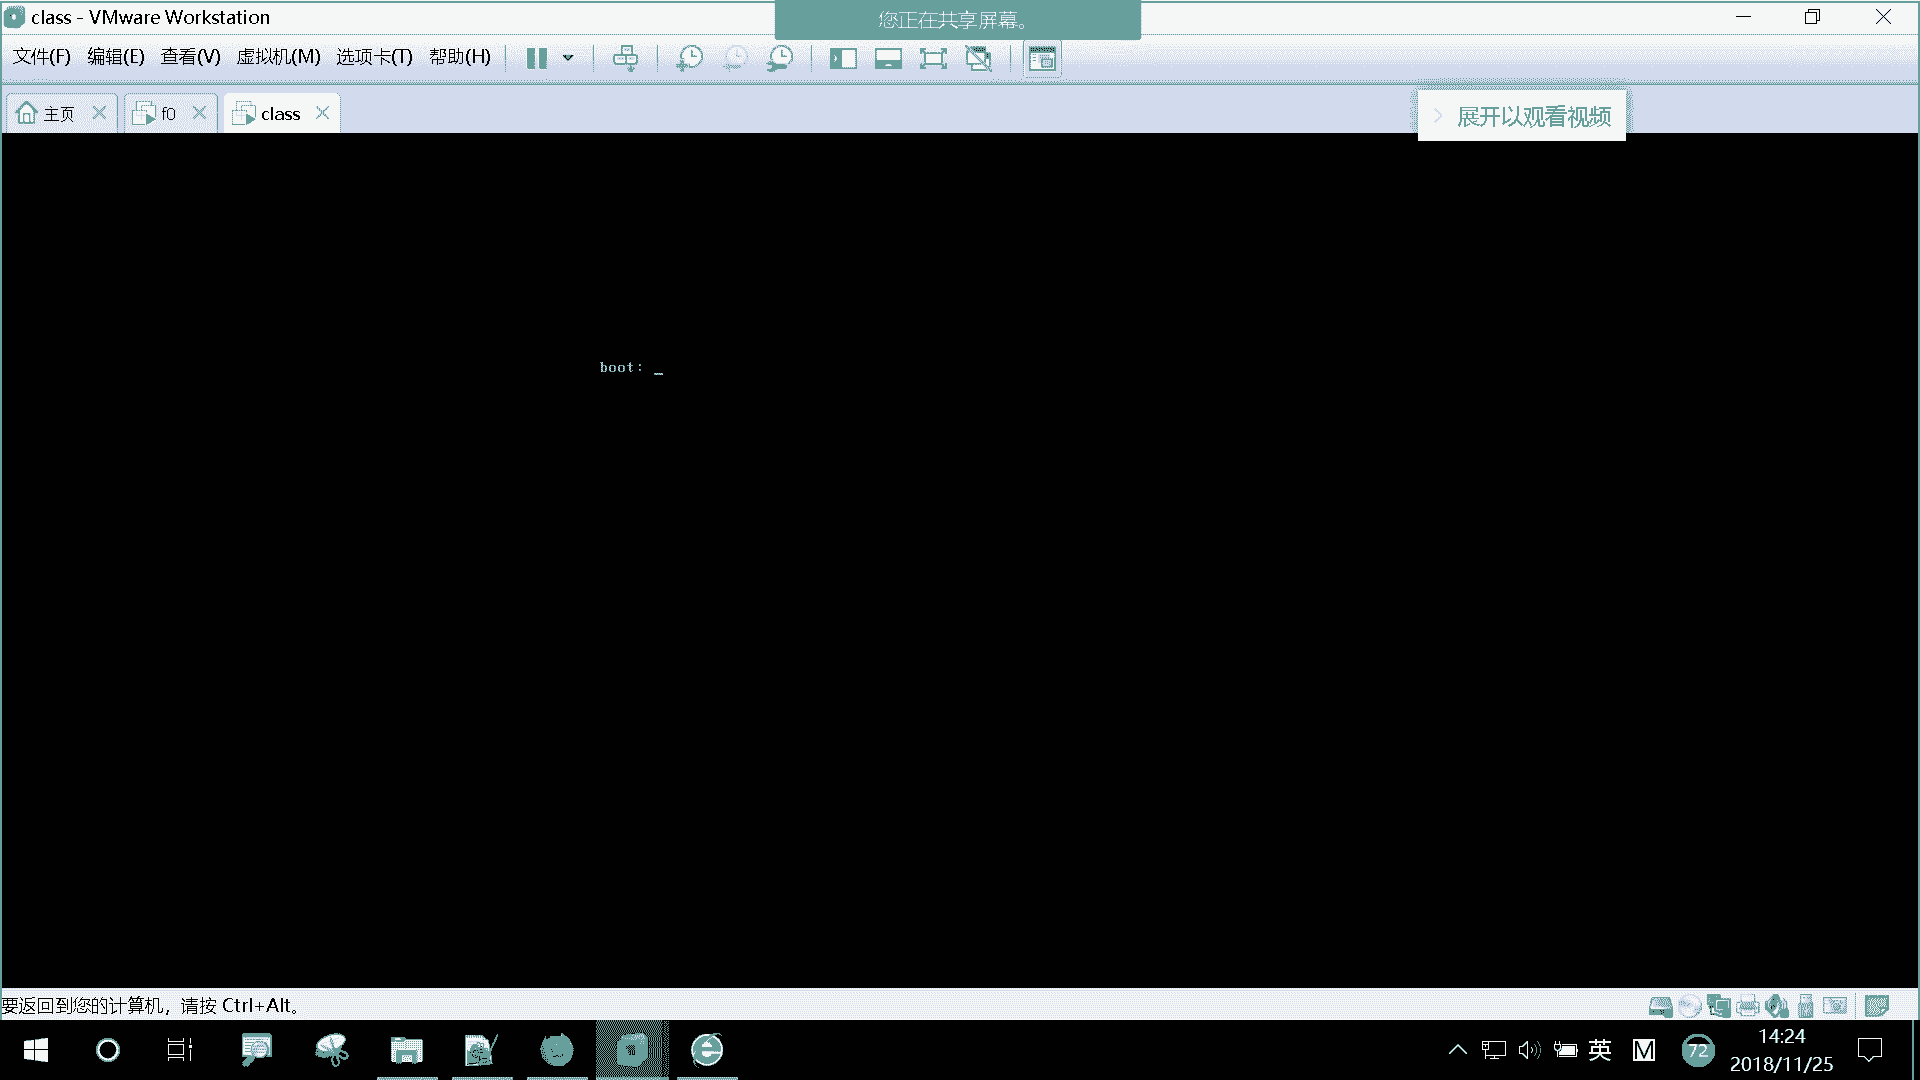 class - VMware Workstation
您正在共享屏幕。
文件(F) 编辑(E) 查看(V) 虚拟机(M) 选项卡(T) 帮助(H)
主页 f0 class
展开以观看视频
boot: _
要返回到您的计算机，请按 Ctrl+Alt。
英 M 72
14:24
2018/11/25